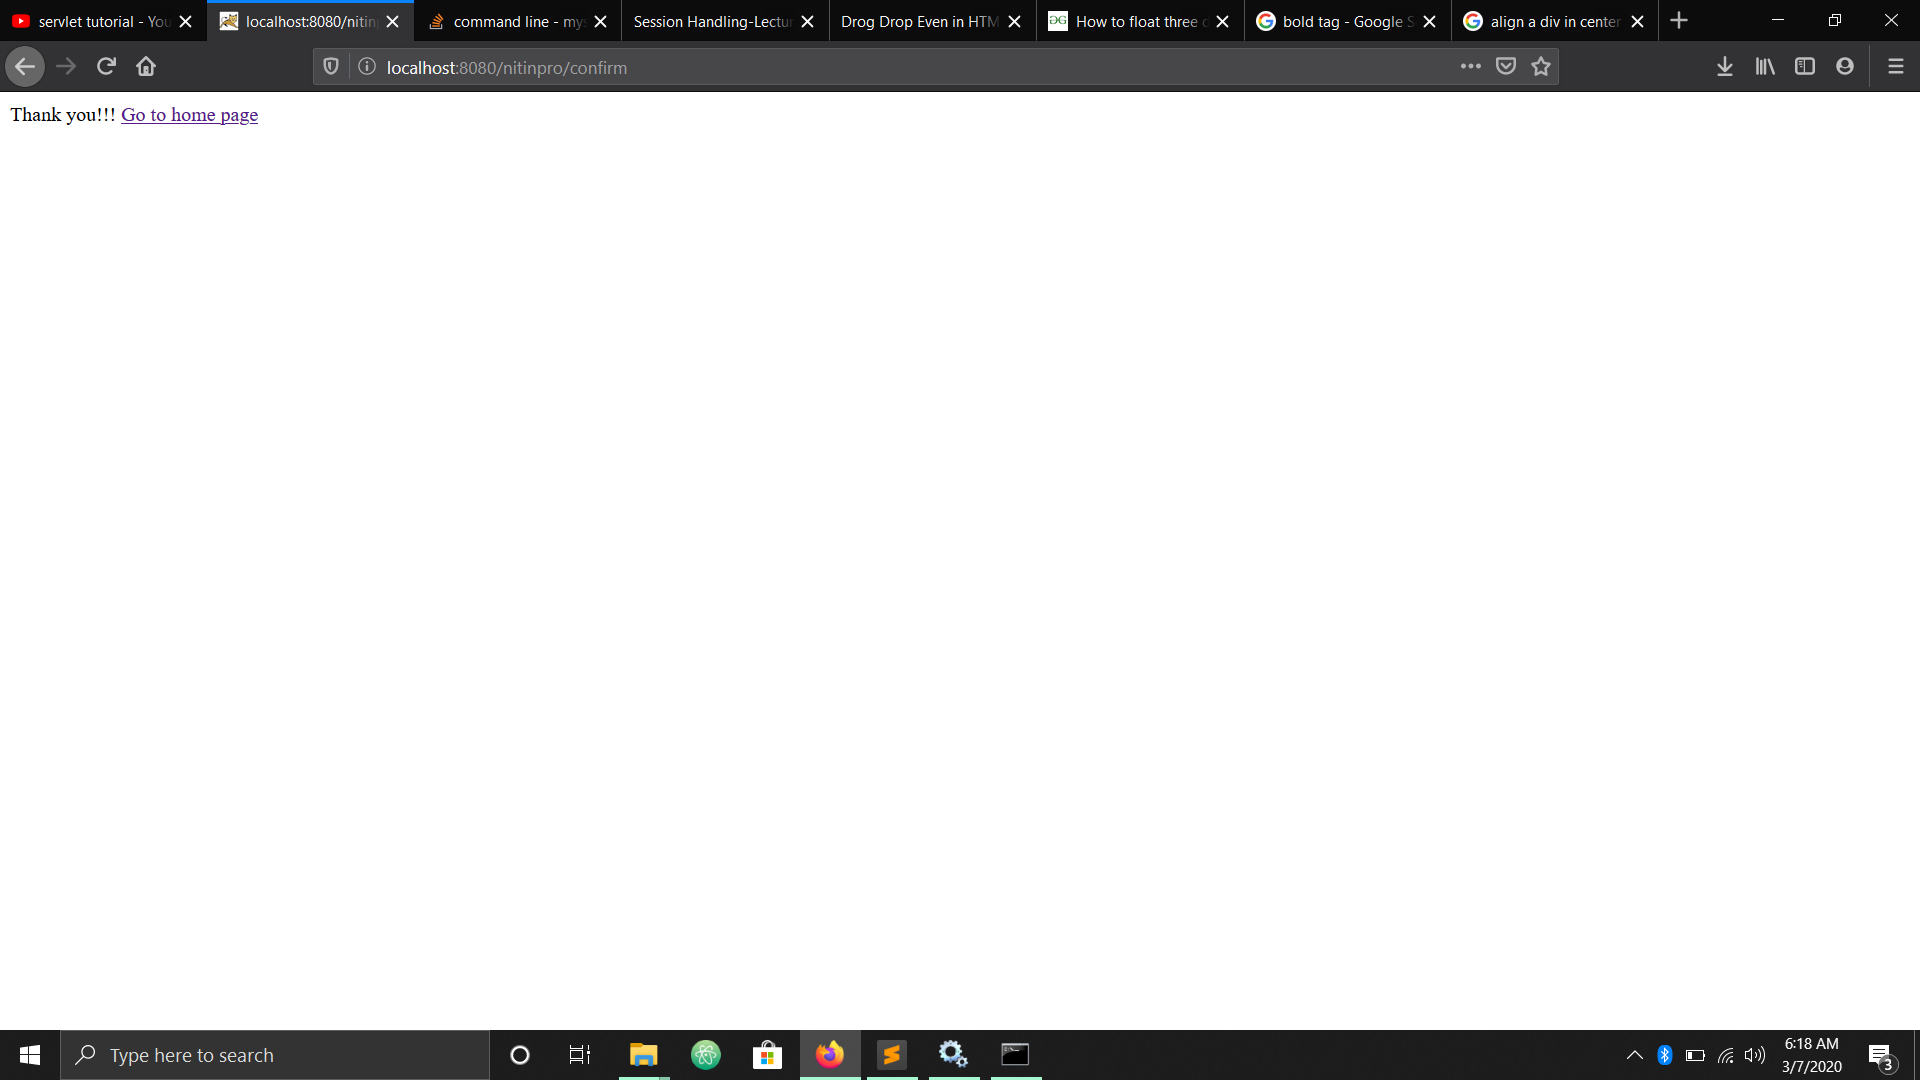 servlet tutorial - You
localhost:8080/nitin
command line - mys
Session Handling-Lectur
Drog Drop Even in HTM
How to float three d
bold tag - Google S
align a div in center
localhost:8080/nitinpro/confirm
Thank you!!! Go to home page
Type here to search
6:18 AM
3/7/2020
3